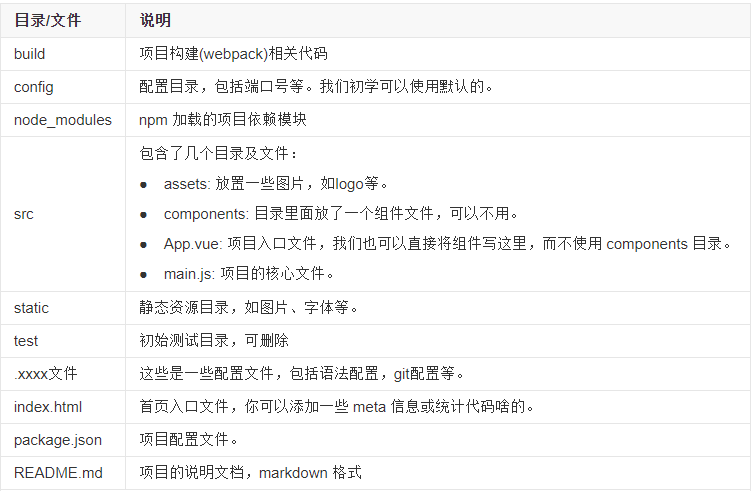 目录/文件 说明
build 项目构建(webpack)相关代码
config 配置目录，包括端口号等。我们初学可以使用默认的。
node_modules npm 加载的项目依赖模块
src
包含了几个目录及文件：
● assets: 放置一些图片，如logo等。
● components: 目录里面放了一个组件文件，可以不用。
● App.vue: 项目入口文件，我们也可以直接将组件写这里，而不使用 components 目录。
● main.js: 项目的核心文件。
static 静态资源目录，如图片、字体等。
test 初始测试目录，可删除
.xxxx文件 这些是一些配置文件，包括语法配置，git配置等。
index.html 首页入口文件，你可以添加一些 meta 信息或统计代码啥的。
package.json 项目配置文件。
README.md 项目的说明文档，markdown 格式